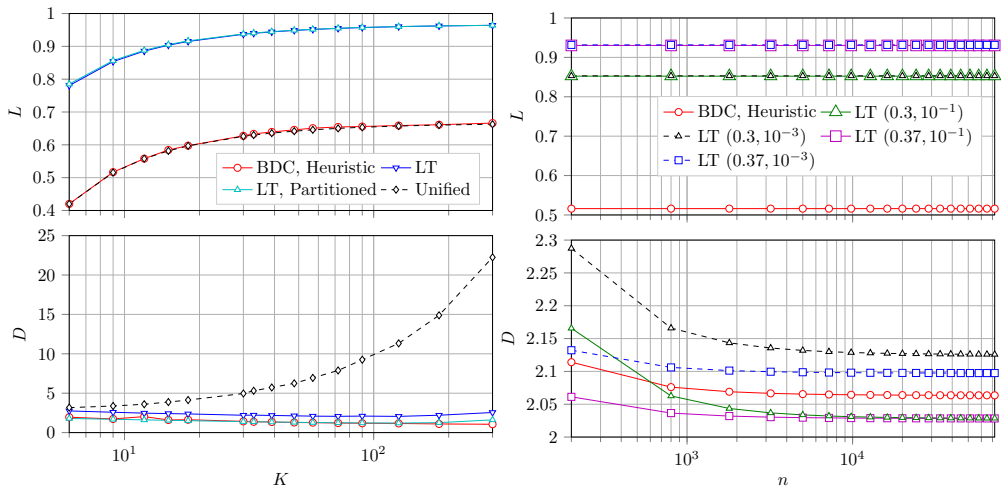 1
0.9
0.8
0.7
0.6
0.5
0.4
L
BDC, Heuristic
LT
LT, Partitioned
Unified
25
20
15
10
5
0
D
10^1
10^2
K
1
0.9
0.8
0.7
0.6
0.5
L
BDC, Heuristic
LT (0.37, 10^{-1})
LT (0.3, 10^{-3})
LT (0.3, 10^{-1})
LT (0.37, 10^{-3})
2.3
2.25
2.2
2.15
2.1
2.05
2
D
10^3
10^4
n